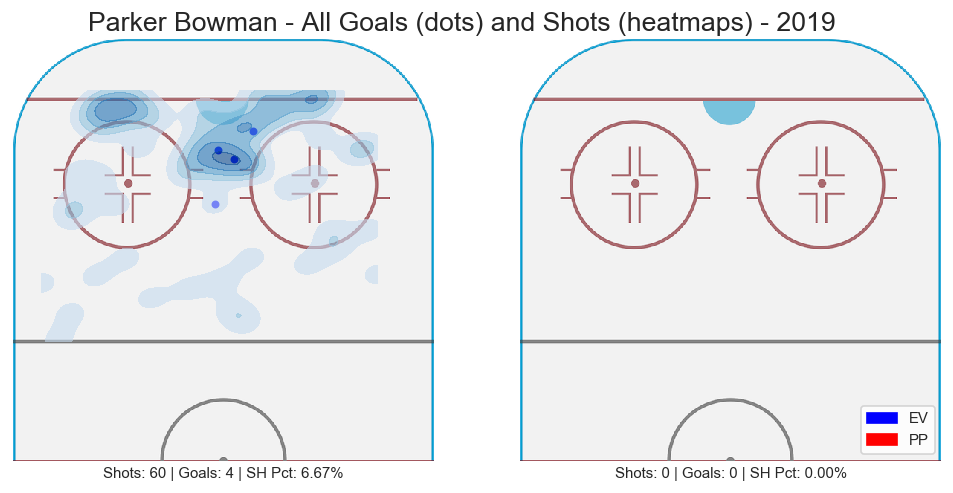 Parker Bowman - All Goals (dots) and Shots (heatmaps) - 2019
EV
PP
Shots: 60 | Goals: 4 | SH Pct: 6.67%
Shots: 0 | Goals: 0 | SH Pct: 0.00%